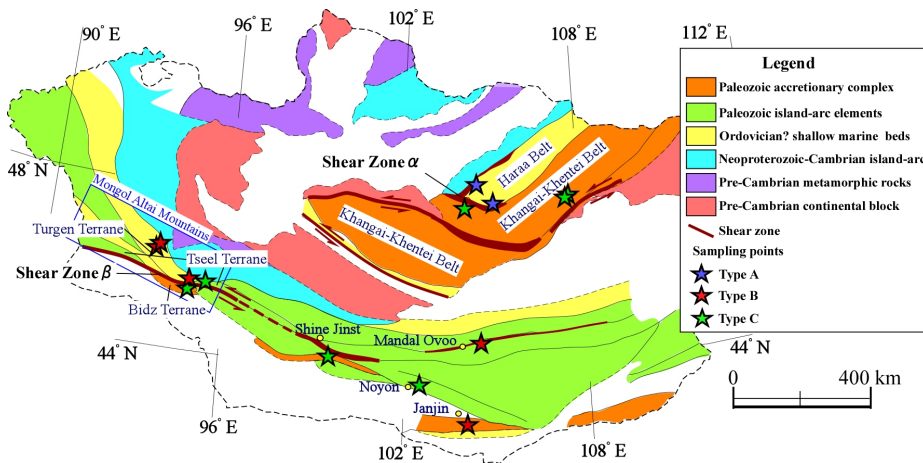 90° E
96° E
102° E
108° E
112° E
Legend
Paleozoic accretionary complex
Paleozoic island-arc elements
Ordovician? shallow marine beds
Neoproterozoic-Cambrian island-arc
Pre-Cambrian metamorphic rocks
Pre-Cambrian continental block
Shear zone
Sampling points
Type A
Type B
Type C
48° N
Shear Zone α
Haraa Belt
Khangai-Khentei Belt
Khangai-Khentei Belt
Mongol Altai Mountains
Turgen Terrane
Tseel Terrane
Shear Zone β
Bidz Terrane
Shine Jinst
Mandal Ovoo
44° N
44° N
Noyon
Janjin
96° E
102° E
108° E
0
400 km